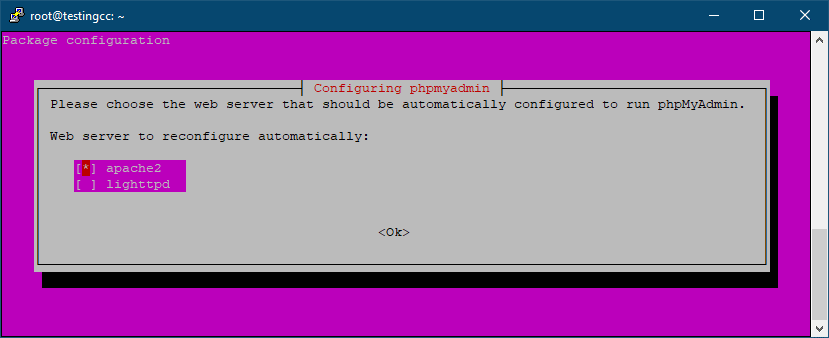 root@testingcc: ~
Package configuration
Configuring phpmyadmin
Please choose the web server that should be automatically configured to run phpMyAdmin.
Web server to reconfigure automatically:
[*] apache2
[ ] lighttpd
<Ok>